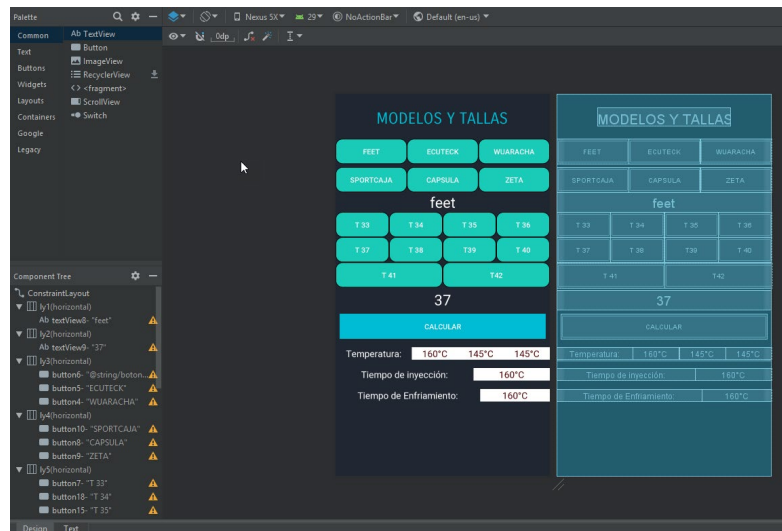 Palette
Nexus 5X 29 NoActionBar Default (en-us)
Common
Text
Buttons
Widgets
Layouts
Containers
Google
Legacy
Ab TextView
Button
ImageView
RecyclerView
<> <fragment>
ScrollView
Switch
0dp
MODELOS Y TALLAS
FEET ECUTECK WUARACHA
SPORTCAJA CAPSULA ZETA
feet
T 33 T 34 T 35 T 36
T 37 T 38 T39 T 40
T 41 T42
37
CALCULAR
Temperatura: 160°C 145°C 145°C
Tiempo de inyección: 160°C
Tiempo de Enfriamiento: 160°C
MODELOS Y TALLAS
FEET ECUTECK WUARACHA
SPORTCAJA CAPSULA ZETA
feet
T 33 T 34 T 35 T 36
T 37 T 38 T39 T 40
T 41 T42
37
CALCULAR
Temperatura: 160°C 145°C 145°C
Tiempo de inyección: 160°C
Tiempo de Enfriamiento: 160°C
Component Tree
ConstraintLayout
ly1(horizontal)
Ab textView8- "feet"
ly2(horizontal)
Ab textView9- "37"
ly3(horizontal)
button6- "@string/boton...
button5- "ECUTECK"
button4- "WUARACHA"
ly4(horizontal)
button10- "SPORTCAJA"
button8- "CAPSULA"
button9- "ZETA"
ly5(horizontal)
button7- "T 33"
button18- "T 34"
button15- "T 35"
Design Text